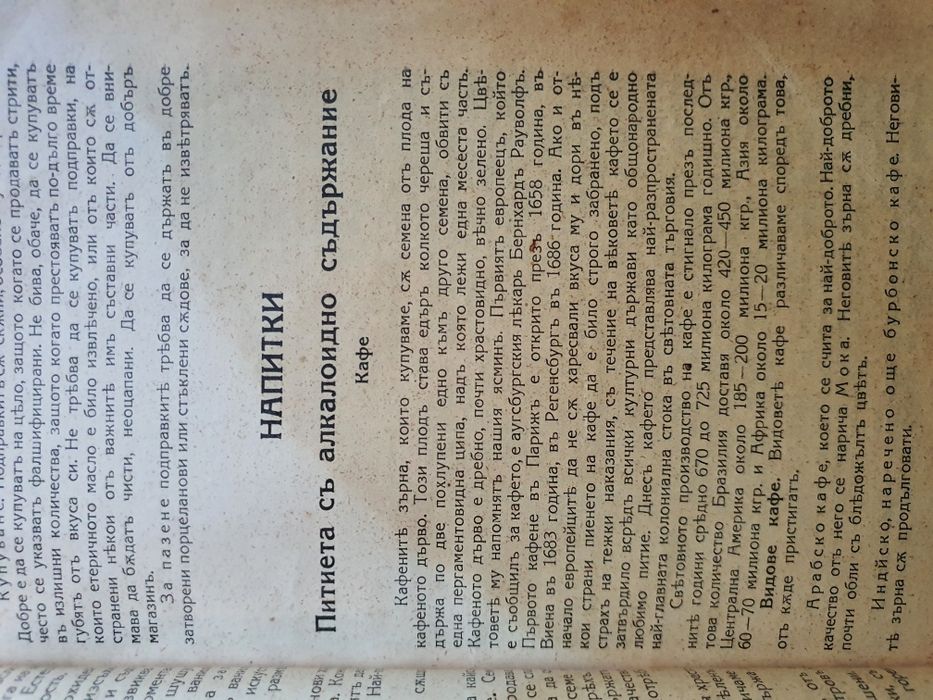 Добре е да се купуватъ на цѣло, защото когато се продаватъ стрити,
често се указватъ фалшифицирани. Не бива, обаче, да се купуватъ
въ излишни количества, защото когато престояватъ по-дълго време
губятъ отъ вкуса си. Не трѣбва да се купуватъ подправки, на
които етеричното масло е било извлѣчено, или отъ които сѫ от-
странени нѣкои отъ важнитѣ имъ съставни части. Да се вни-
мава да бѫдатъ чисти, неоцапани. Да се купуватъ отъ добъръ
магазинъ.
За пазене подправкитѣ трѣбва да се държатъ въ добре
затворени порцеланови или стъклени сѫдове, за да не изветрявать.
НАПИТКИ
Питиета съ алкалоидно съдържание
Кафе
Кафенитѣ зърна, които купуваме, сѫ семена отъ плода на
кафеното дърво. Този плодъ става едъръ колкото череша и съ-
държа по две похлупени едно къмъ друго семена, обвити съ
една пергаментовидна ципа, надъ която лежи една месеста часть.
Кафеното дърво е дребно, почти храстовидно, вѣчно зелено. Цвѣ-
товетѣ му напомнятъ нашия ясминъ. Първиятъ европеецъ, който
е съобщилъ за кафето, е аугсбургския лѣкарь Бернхардъ Рауволфъ.
Първото кафене въ Парижъ е открито презъ 1658 година, въ
Виена въ 1683 година, въ Регенсбургъ въ 1686 година. Ако и от-
начало европейцитѣ да не сѫ харесвали вкуса му и дори въ нѣ-
кои страни пиенето на кафе да е било строго забранено, подъ
страхъ на тежки наказания, съ течение на вѣковетѣ кафето се е
затвърдило всрѣдъ всички културни държави като общонародно
любимо питие. Днесъ кафето представлява най-разпространената
най-главната колониална стока въ свѣтовната търговия.
Свѣтовното производство на кафе е стигнало презъ послед-
нитѣ години срѣдно 670 до 725 милиона килограма годишно. Отъ
това количество Бразилия доставя около 420—450 милиона кгр.,
Централна Америка около 185—200 милиона кгр., Азия около
60—70 милиона кгр. и Африка около 15—20 милиона килограма.
Видове кафе. Видоветѣ кафе различаваме споредъ това,
отъ кѫде пристигатъ.
Арабско кафе, което се счита за най-доброто. Най-доброто
качество отъ него се нарича Мока. Неговитѣ зърна сѫ дребни,
почти обли съ блѣдожълтъ цвѣтъ.
Индийско, наречено още бурбонско кафе. Негови-
тѣ зърна сѫ продълговати.